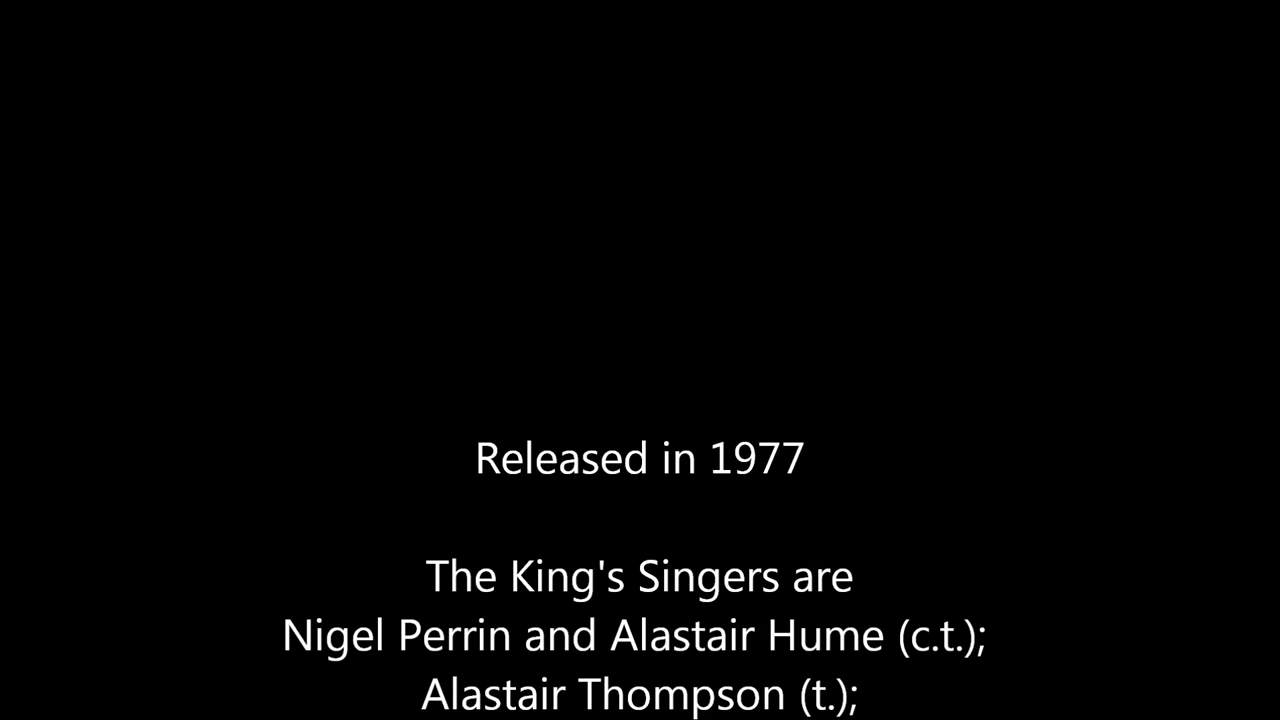 Released in 1977
The King's Singers are
Nigel Perrin and Alastair Hume (c.t.);
Alastair Thompson (t.);